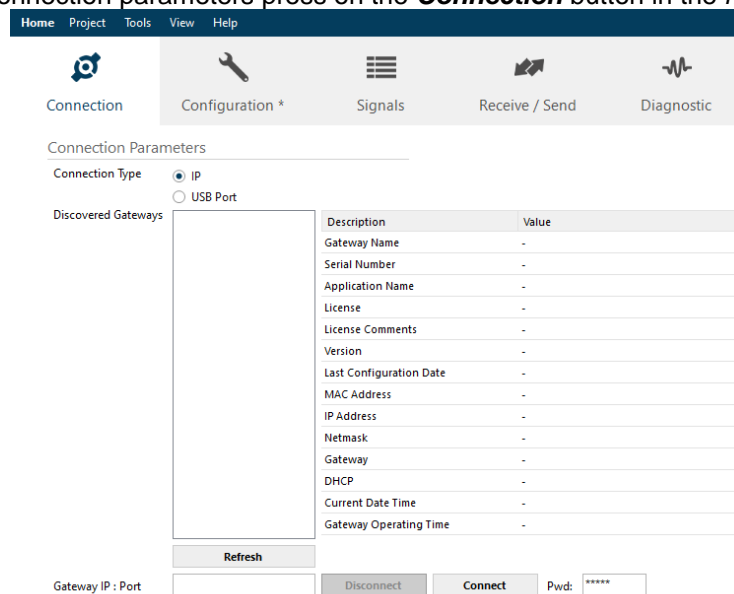 onnection parameters press on the Connection button in the
Home Project Tools View Help
Connection Configuration * Signals Receive / Send Diagnostic
Connection Parameters
Connection Type IP
USB Port
Discovered Gateways
Description Value
Gateway Name -
Serial Number -
Application Name -
License -
License Comments -
Version -
Last Configuration Date -
MAC Address -
IP Address -
Netmask -
Gateway -
DHCP -
Current Date Time -
Gateway Operating Time -
Refresh
Gateway IP : Port Disconnect Connect Pwd: *****